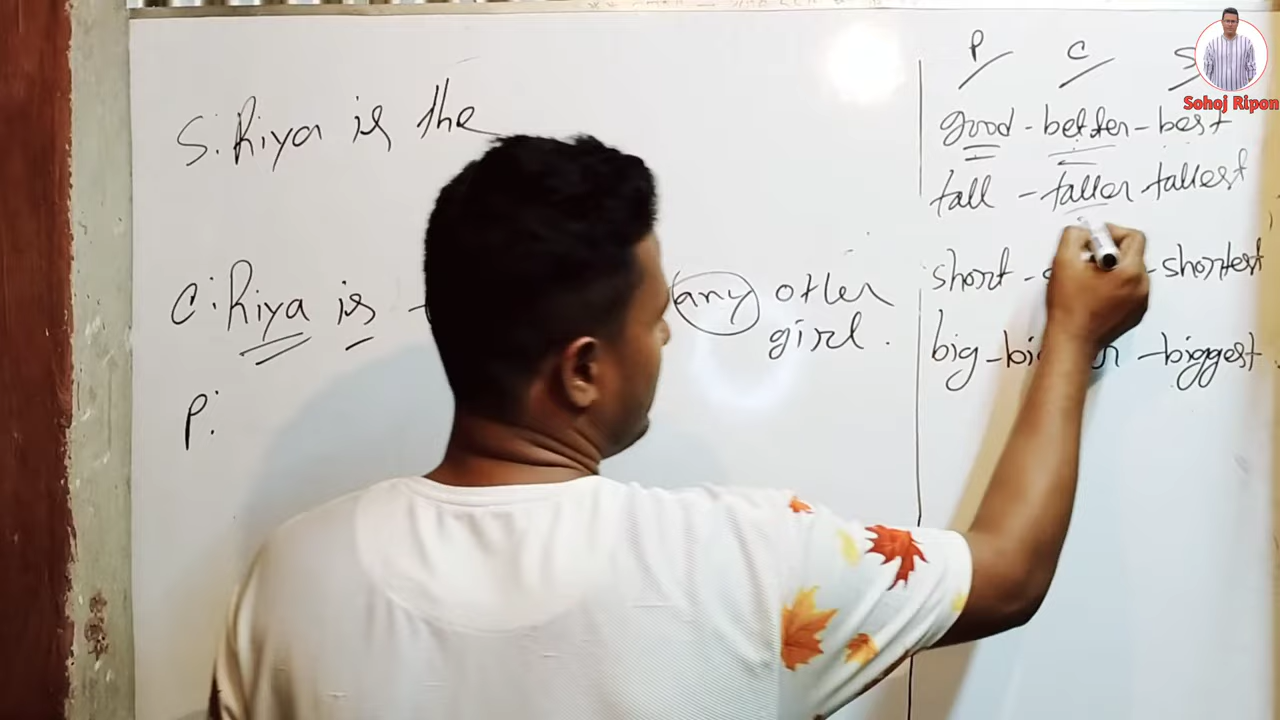 S: Riya is the
C: Riya is any other
girl.
P:
P C S
good - better - best
tall - taller - tallest
short - - shortest
big - - biggest
Sohoj Ripon